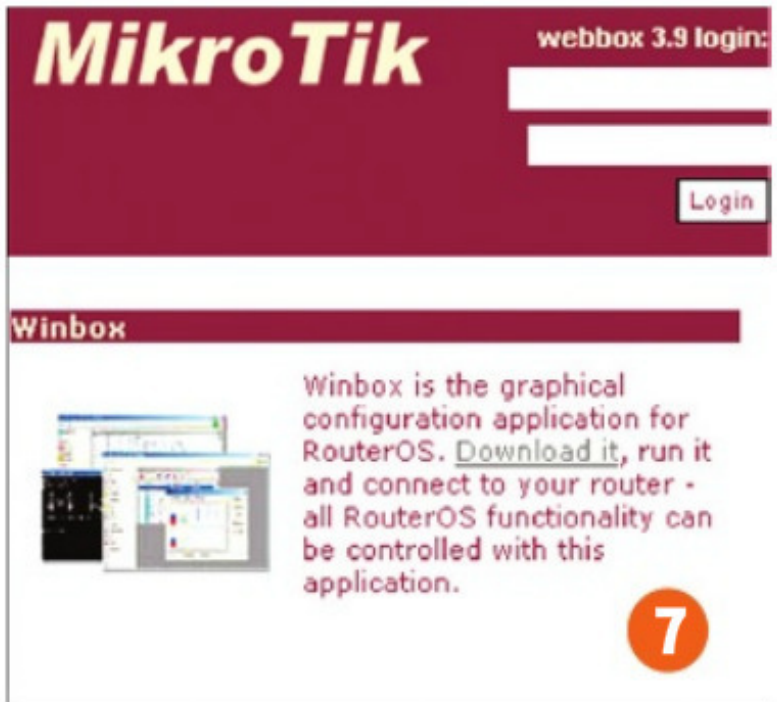 MikroTik
webbox 3.9 login:
Login
Winbox
Winbox is the graphical
configuration application for
RouterOS. Download it, run it
and connect to your router -
all RouterOS functionality can
be controlled with this
application.
7